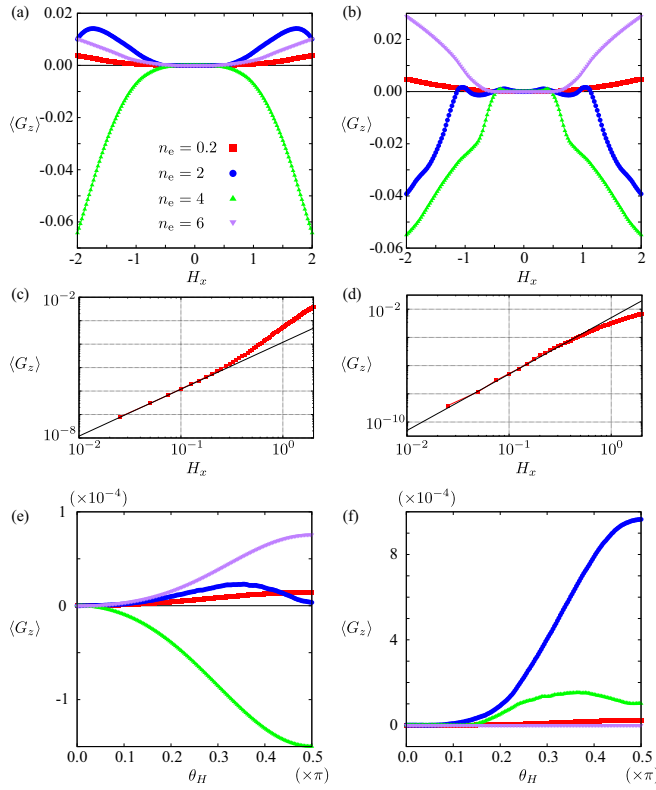 (a)
0.00
-0.02
⟨G_z⟩
-0.04
-0.06
n_e = 0.2
n_e = 2
n_e = 4
n_e = 6
-2 -1 0 1 2
H_x
(b)
0.02
0.00
⟨G_z⟩
-0.02
-0.04
-0.06
-2 -1 0 1 2
H_x
(c)
10^{-2}
⟨G_z⟩
10^{-8}
10^{-2} 10^{-1} 10^{0}
H_x
(d)
10^{-2}
⟨G_z⟩
10^{-10}
10^{-2} 10^{-1} 10^{0}
H_x
(×10^{-4})
(e)
1
0
⟨G_z⟩
-1
0.0 0.1 0.2 0.3 0.4 0.5
θ_H (×π)
(×10^{-4})
(f)
8
⟨G_z⟩
4
0
0.0 0.1 0.2 0.3 0.4 0.5
θ_H (×π)